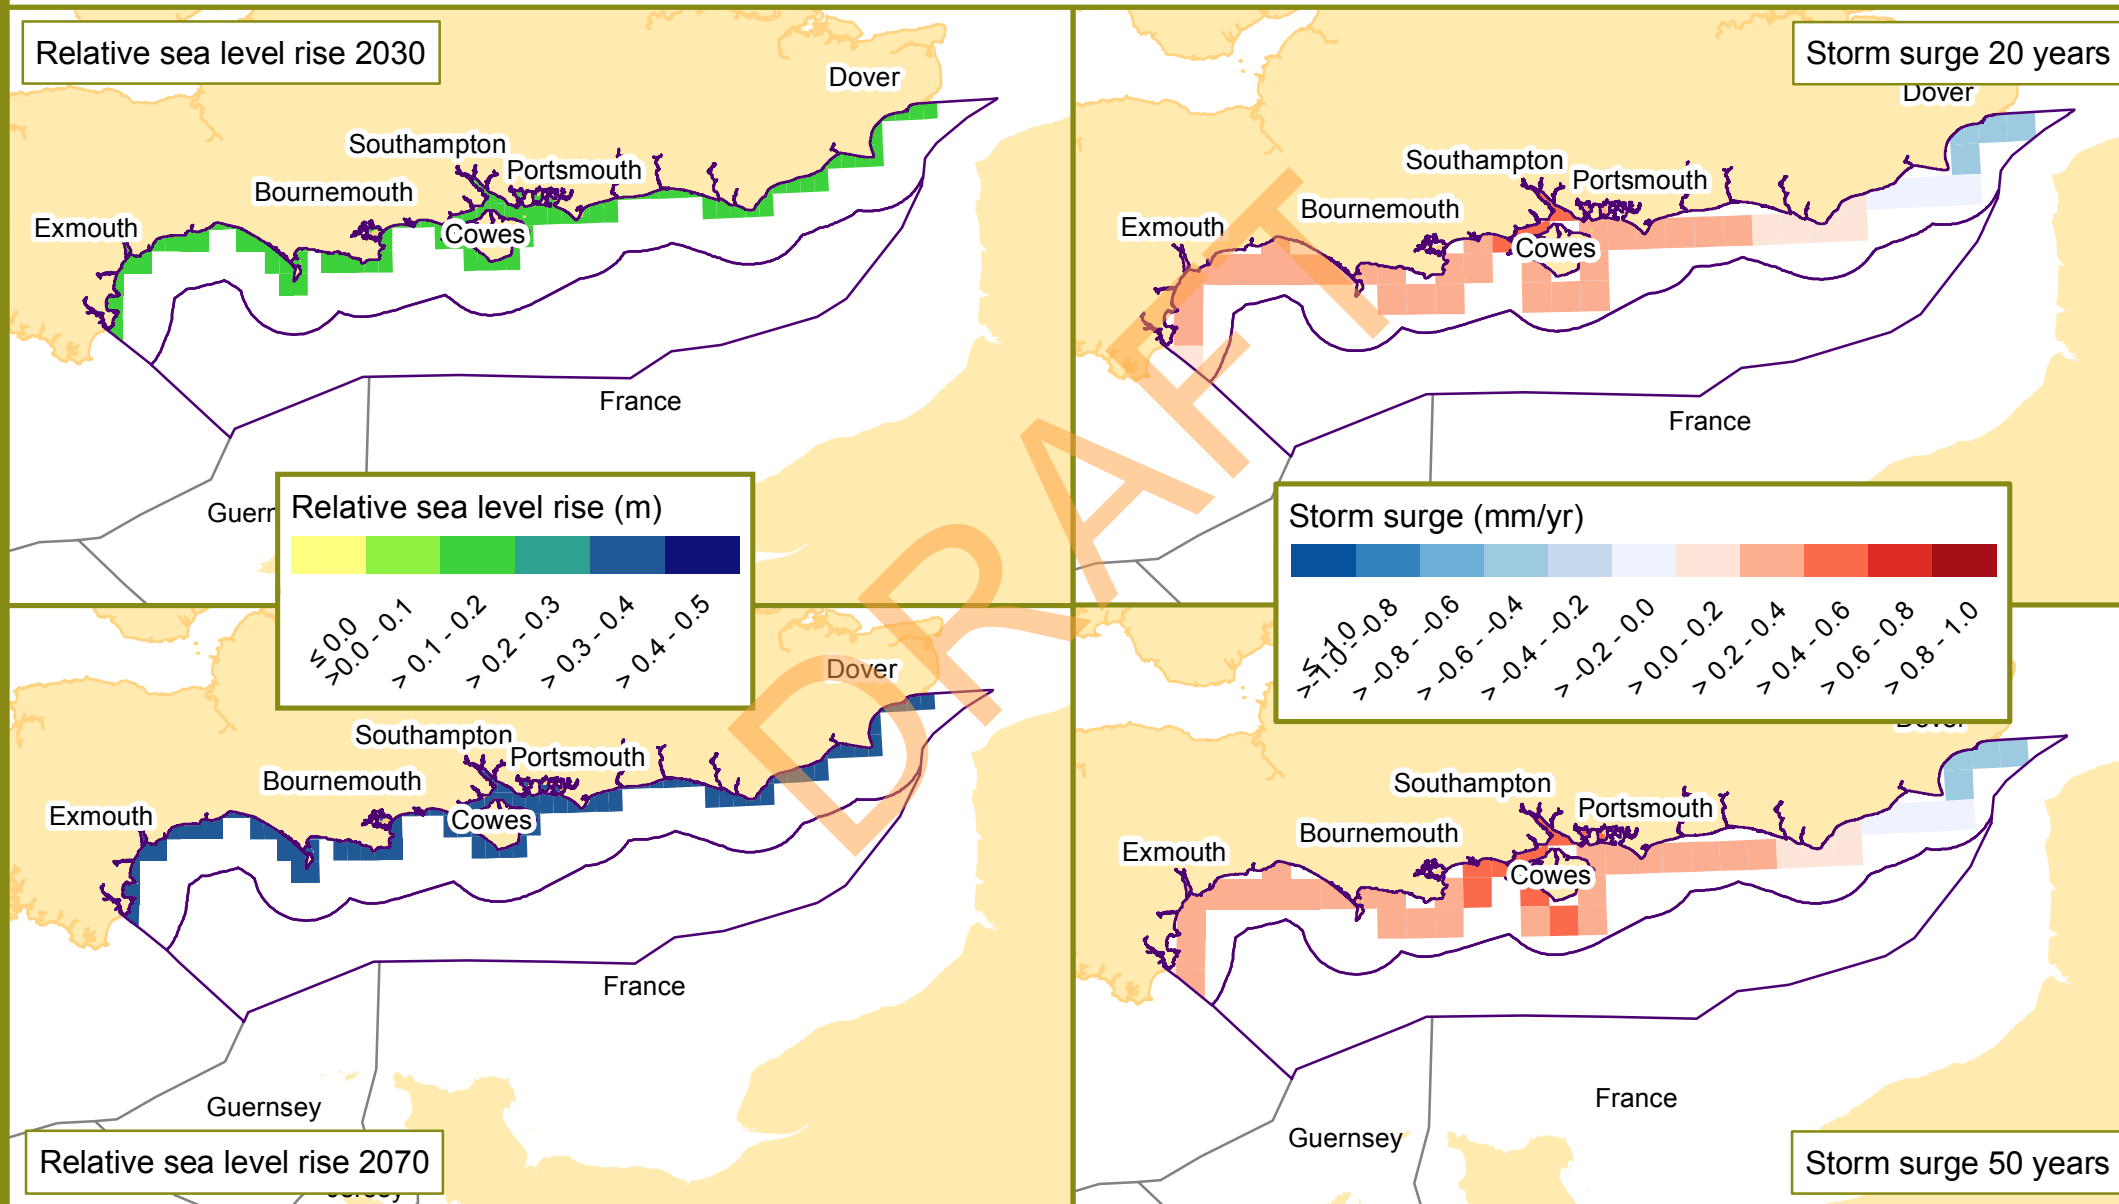 Relative sea level rise 2030
Dover
Southampton
Portsmouth
Bournemouth
Exmouth
Cowes
France
Guern
Storm surge 20 years
Dover
Southampton
Portsmouth
Bournemouth
Exmouth
Cowes
France
Relative sea level rise (m)
≤ 0.0
>0.0 - 0.1
> 0.1 - 0.2
> 0.2 - 0.3
> 0.3 - 0.4
> 0.4 - 0.5
Storm surge (mm/yr)
≤ -1.0
>-1.0 - -0.8
> -0.8 - -0.6
> -0.6 - -0.4
> -0.4 - -0.2
> -0.2 - 0.0
> 0.0 - 0.2
> 0.2 - 0.4
> 0.4 - 0.6
> 0.6 - 0.8
> 0.8 - 1.0
DRAFT
Dover
Southampton
Portsmouth
Bournemouth
Exmouth
Cowes
France
Guernsey
Relative sea level rise 2070
Jersey
Dover
Southampton
Portsmouth
Bournemouth
Exmouth
Cowes
France
Guernsey
Storm surge 50 years